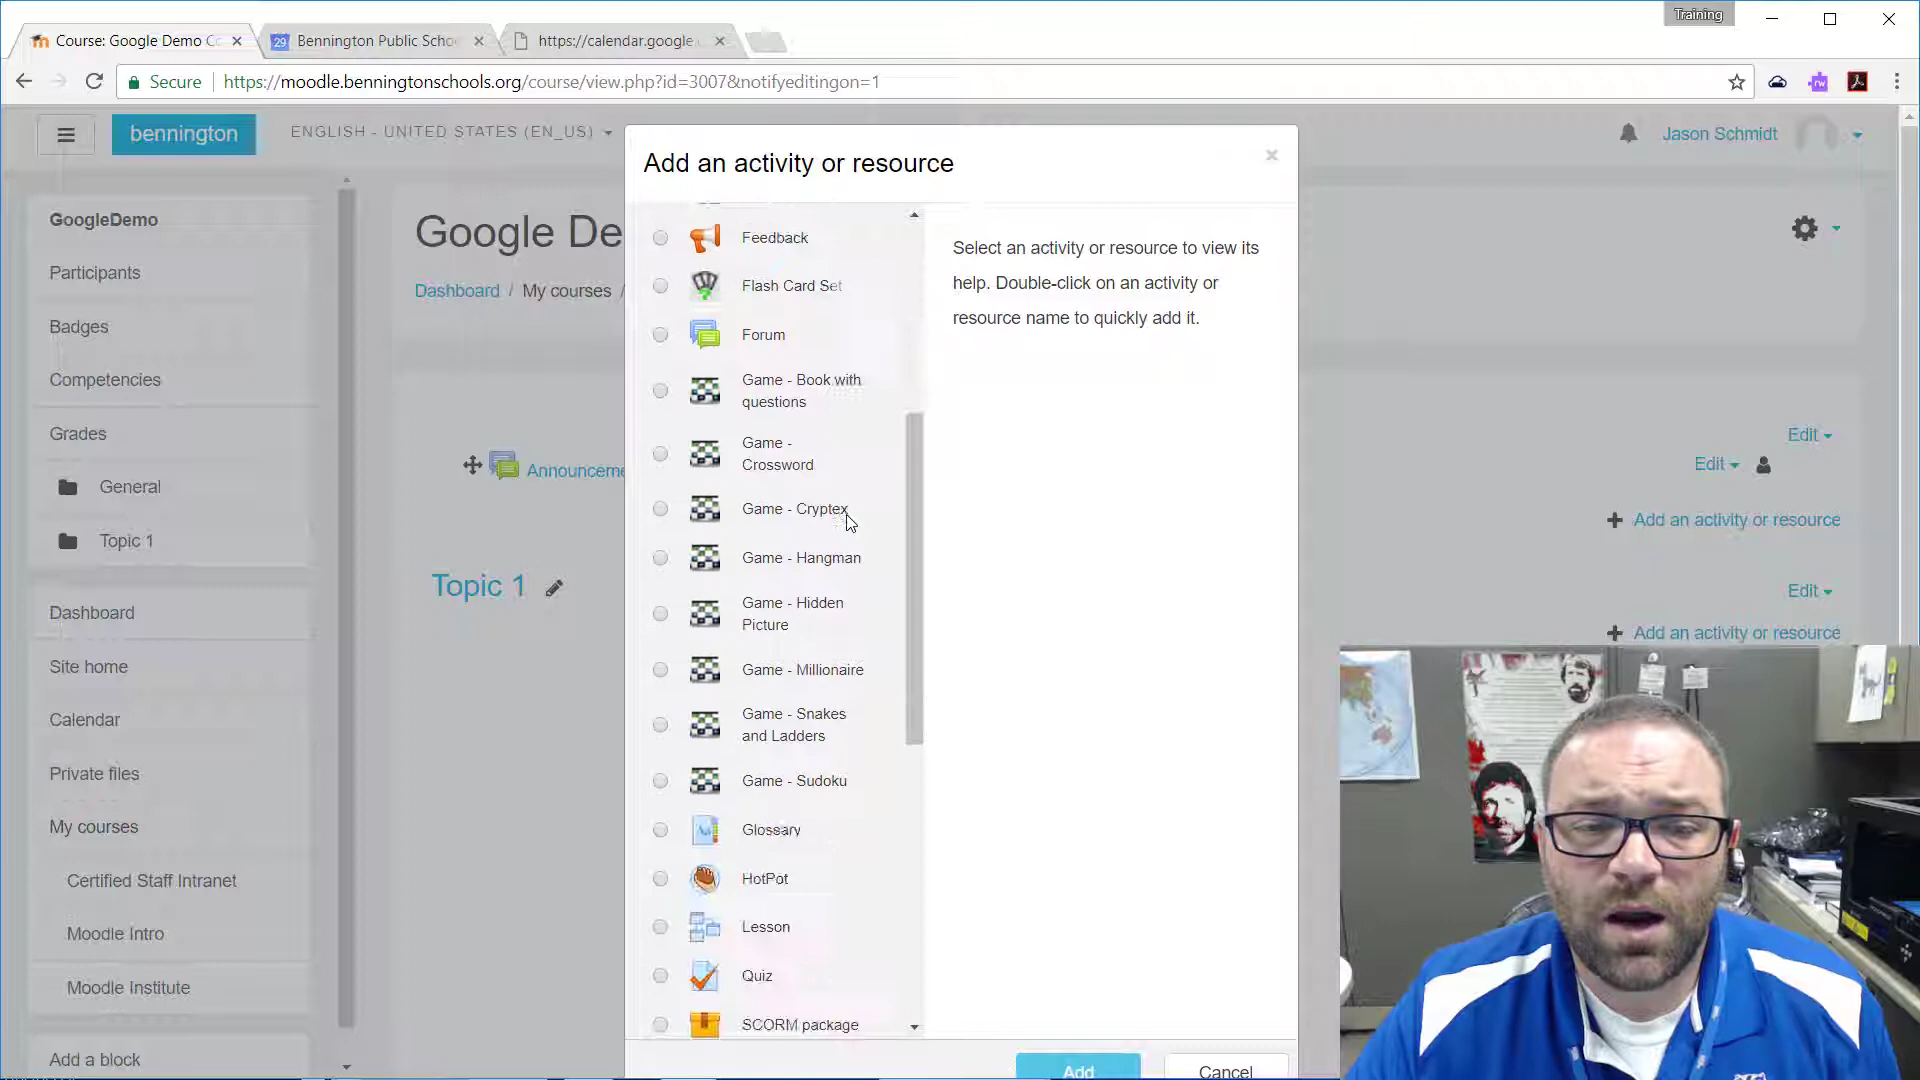 Training
Course: Google Demo Co
29 Bennington Public Scho
https://calendar.google.
Secure https://moodle.benningtonschools.org/course/view.php?id=3007&notifyeditingon=1
bennington
ENGLISH - UNITED STATES (EN_US)
Jason Schmidt
GoogleDemo
Participants
Badges
Competencies
Grades
General
Topic 1
Dashboard
Site home
Calendar
Private files
My courses
Certified Staff Intranet
Moodle Intro
Moodle Institute
Add a block
Google De
Dashboard / My courses /
Announceme
Topic 1
Add an activity or resource
Feedback
Flash Card Set
Forum
Game - Book with
questions
Game -
Crossword
Game - Cryptex
Game - Hangman
Game - Hidden
Picture
Game - Millionaire
Game - Snakes
and Ladders
Game - Sudoku
Glossary
HotPot
Lesson
Quiz
SCORM package
Select an activity or resource to view its
help. Double-click on an activity or
resource name to quickly add it.
Add
Cancel
Edit
Edit
Add an activity or resource
Edit
Add an activity or resource